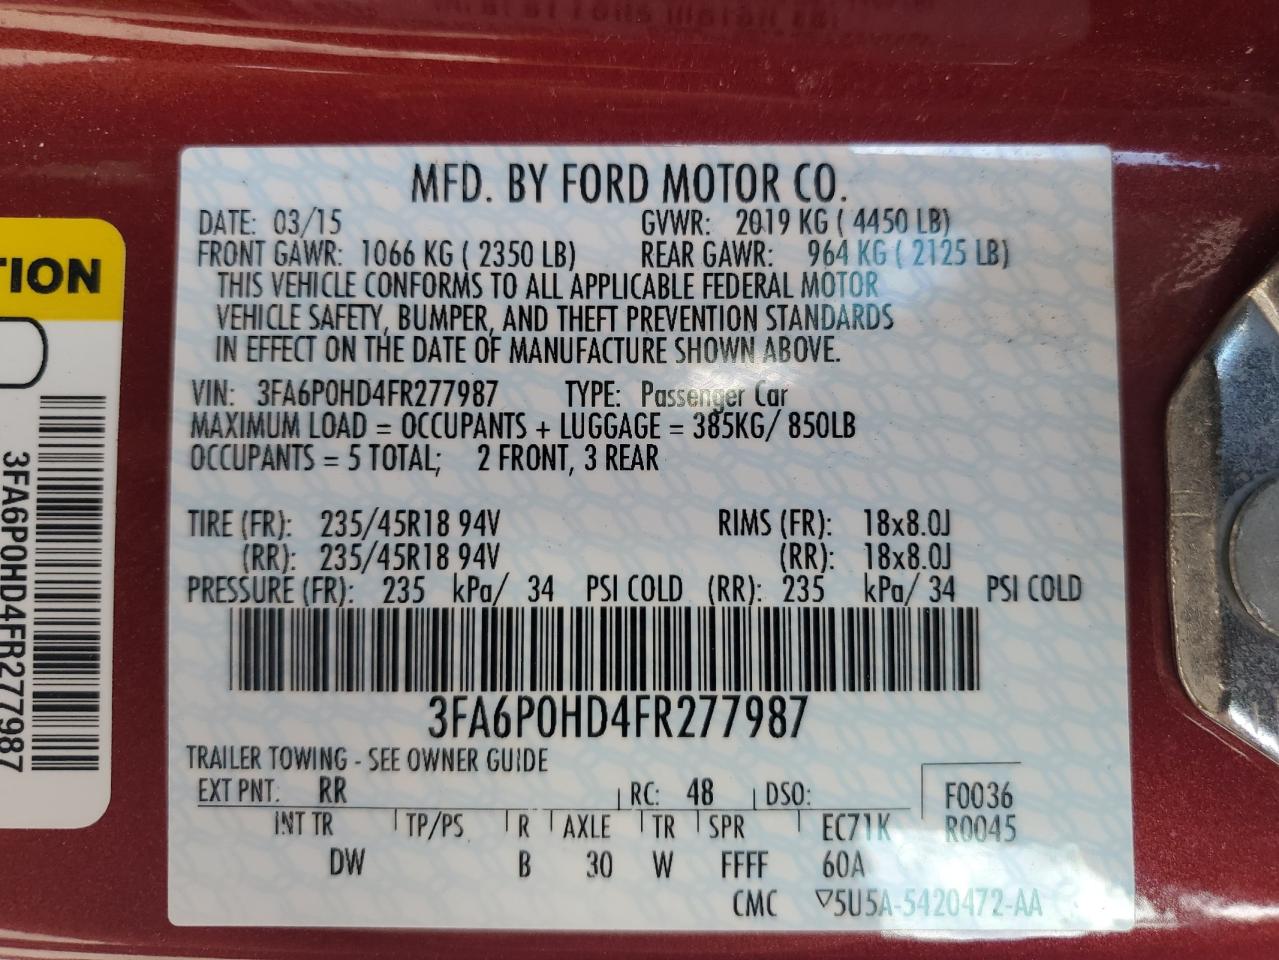 MFD. BY FORD MOTOR CO.
DATE: 03/15 GVWR: 2019 KG ( 4450 LB)
FRONT GAWR: 1066 KG ( 2350 LB) REAR GAWR: 964 KG ( 2125 LB)
THIS VEHICLE CONFORMS TO ALL APPLICABLE FEDERAL MOTOR
VEHICLE SAFETY, BUMPER, AND THEFT PREVENTION STANDARDS
IN EFFECT ON THE DATE OF MANUFACTURE SHOWN ABOVE.
VIN: 3FA6P0HD4FR277987 TYPE: Passenger Car
MAXIMUM LOAD = OCCUPANTS + LUGGAGE = 385KG/ 850LB
OCCUPANTS = 5 TOTAL; 2 FRONT, 3 REAR
TIRE (FR): 235/45R18 94V RIMS (FR): 18x8.0J
(RR): 235/45R18 94V (RR): 18x8.0J
PRESSURE (FR): 235 kPa/ 34 PSI COLD (RR): 235 kPa/ 34 PSI COLD
3FA6P0HD4FR277987
TRAILER TOWING - SEE OWNER GUIDE
EXT PNT: RR RC: 48 DSO: F0036
INT TR TP/PS R AXLE TR SPR EC71K R0045
DW B 30 W FFFF 60A
CMC ▽5U5A-5420472-AA
TION
3FA6P0HD4FR277987